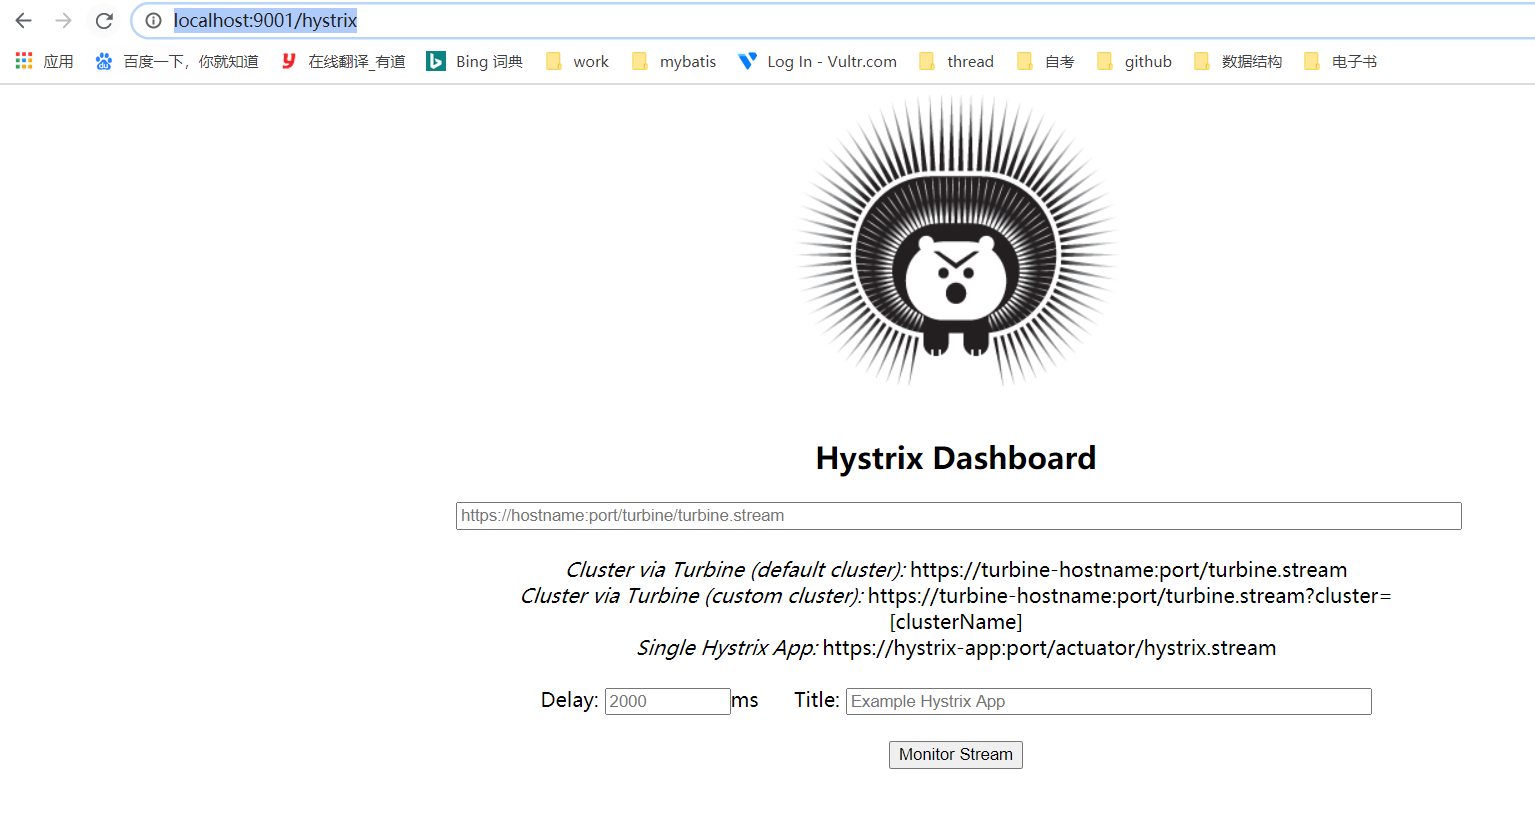 localhost:9001/hystrix
应用 百度一下，你就知道 在线翻译_有道 Bing 词典 work mybatis Log In - Vultr.com thread 自考 github 数据结构 电子书
Hystrix Dashboard
https://hostname:port/turbine/turbine.stream
Cluster via Turbine (default cluster): https://turbine-hostname:port/turbine.stream
Cluster via Turbine (custom cluster): https://turbine-hostname:port/turbine.stream?cluster=
[clusterName]
Single Hystrix App: https://hystrix-app:port/actuator/hystrix.stream
Delay: 2000 ms Title: Example Hystrix App
Monitor Stream